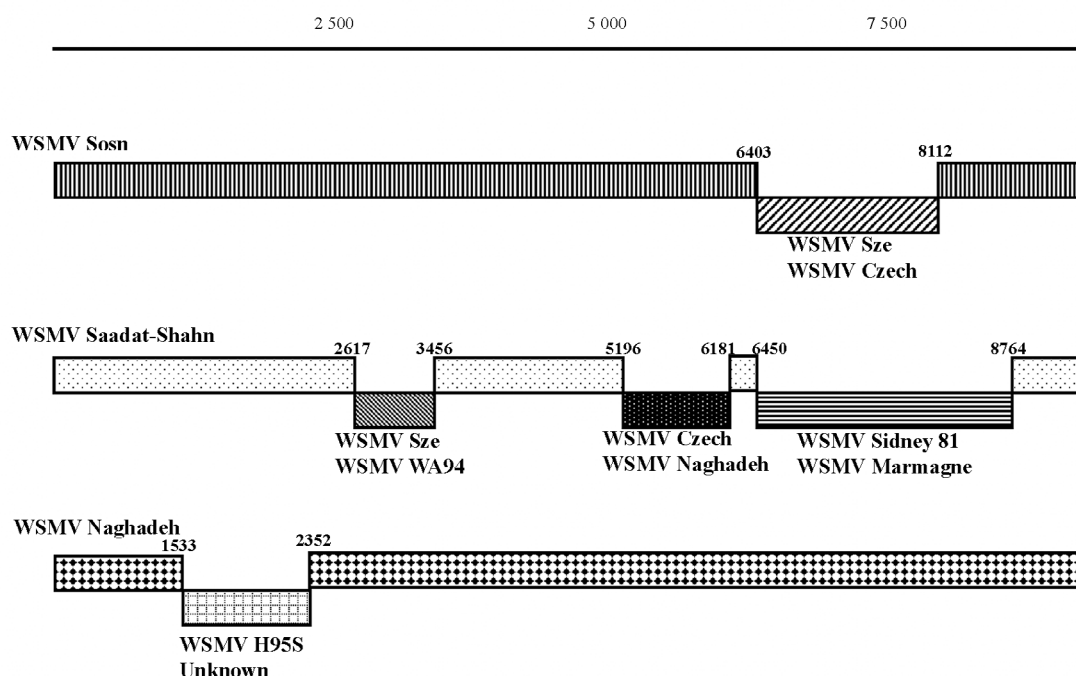 2 500 5 000 7 500
WSMV Sosn
6403 8112
WSMV Sze
WSMV Czech
WSMV Saadat-Shahn
2617 3456 5196 6181 6450 8764
WSMV Sze
WSMV WA94
WSMV Czech
WSMV Naghadeh
WSMV Sidney 81
WSMV Marmagne
WSMV Naghadeh
1533 2352
WSMV H95S
Unknown